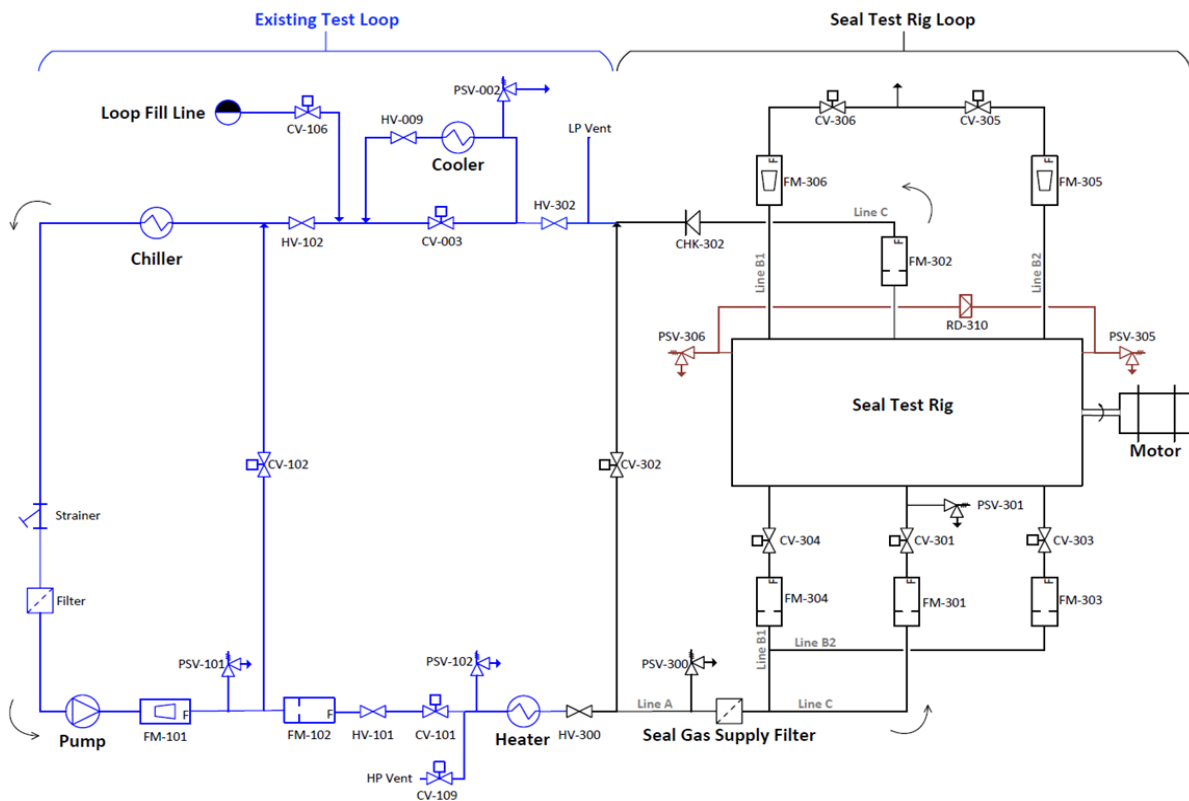 Existing Test Loop
Seal Test Rig Loop
PSV-002
Loop Fill Line
CV-106
HV-009
Cooler
LP Vent
CV-306
CV-305
F
FM-306
F
FM-305
Chiller
HV-102
CV-003
HV-302
CHK-302
Line C
F
FM-302
Line B1
Line B2
RD-310
PSV-306
PSV-305
Seal Test Rig
Motor
CV-102
CV-302
PSV-301
Strainer
CV-304
CV-301
CV-303
Filter
F
FM-304
F
FM-301
F
FM-303
Line B1
Line B2
PSV-101
PSV-102
PSV-300
F
F
Line A
Line C
Pump
FM-101
FM-102
HV-101
CV-101
Heater
HV-300
Seal Gas Supply Filter
HP Vent
CV-109